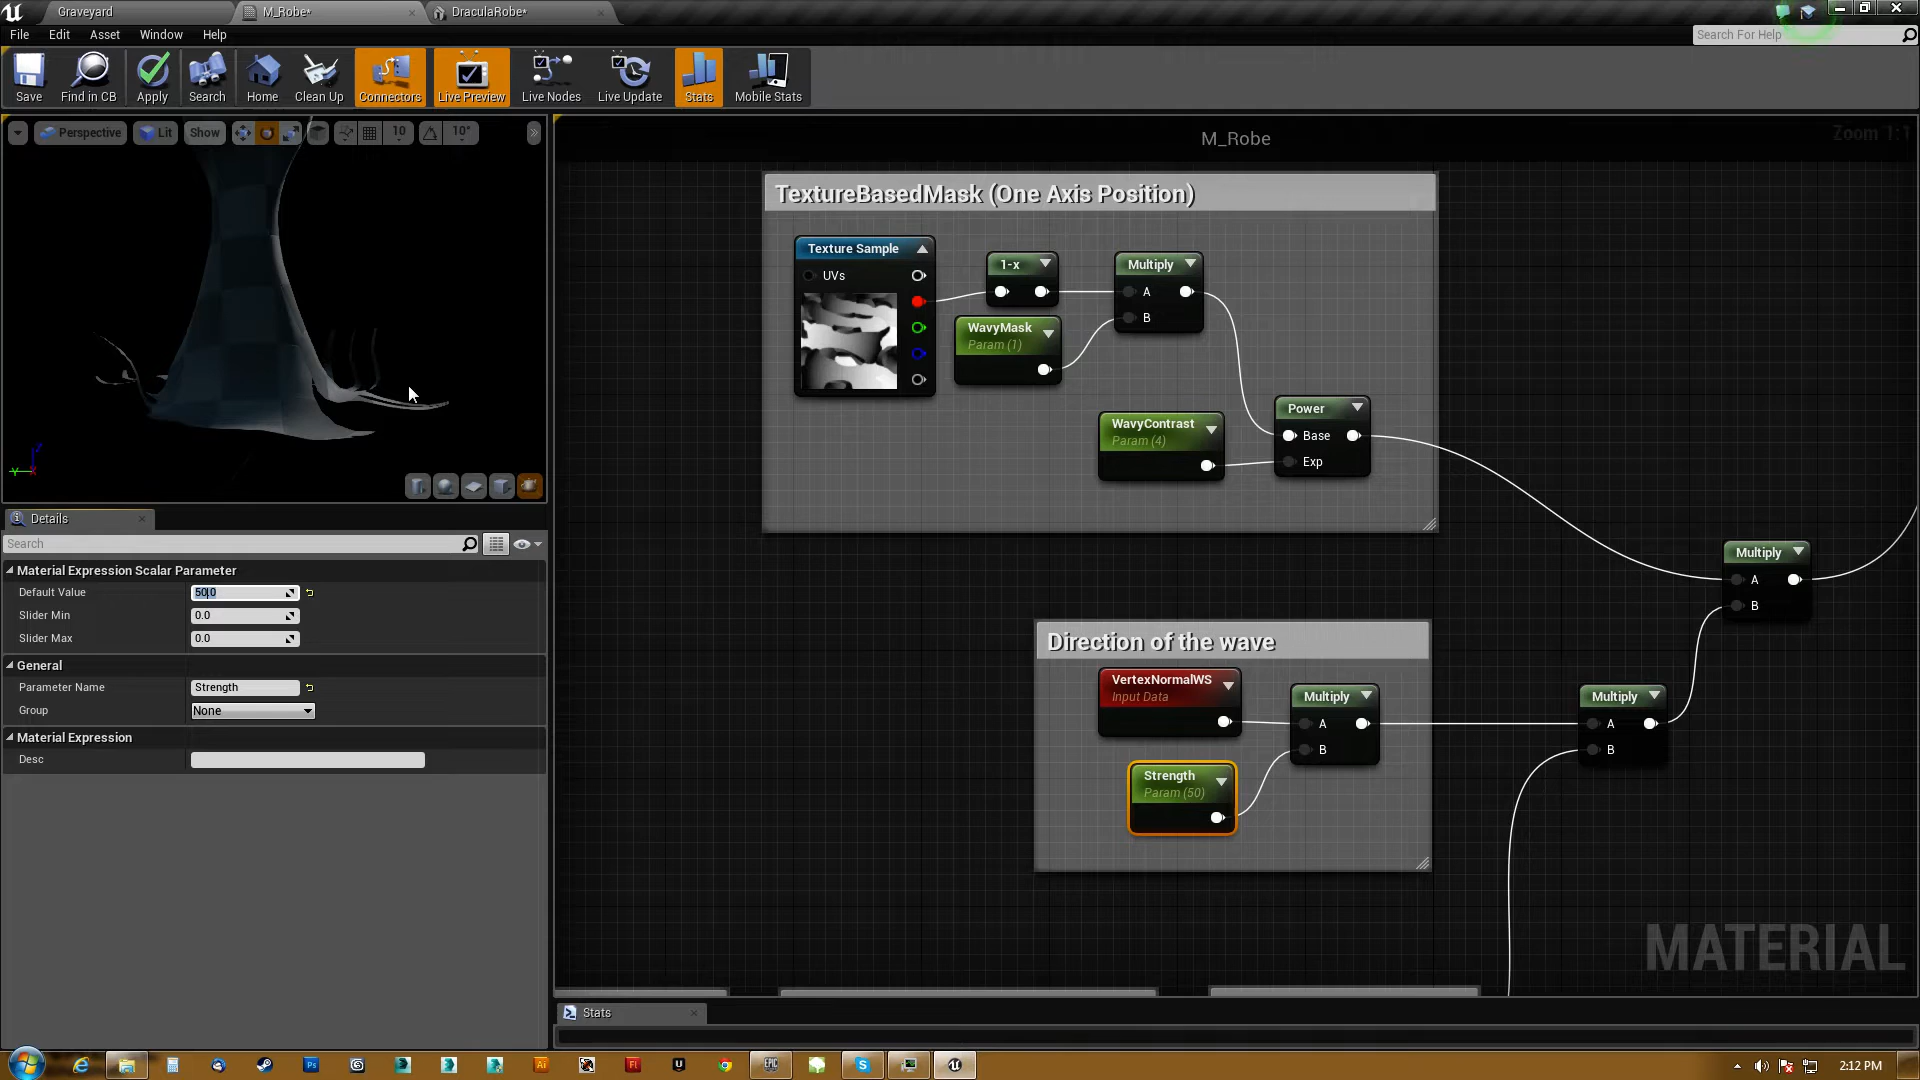 Graveyard
M_Robe*
DraculaRobe*
File
Edit
Asset
Window
Help
Search For Help
Save
Find in CB
Apply
Search
Home
Clean Up
Connectors
Live Preview
Live Nodes
Live Update
Stats
Mobile Stats
Perspective
Lit
Show
10
10°
M_Robe
Zoom 1:1
TextureBasedMask (One Axis Position)
Texture Sample
UVs
1-x
Multiply
A
B
WavyMask
Param (1)
WavyContrast
Param (4)
Power
Base
Exp
Multiply
A
B
Direction of the wave
VertexNormalWS
Input Data
Multiply
A
B
Strength
Param (50)
Multiply
A
B
MATERIAL
Details
Search
Material Expression Scalar Parameter
Default Value
50.0
Slider Min
0.0
Slider Max
0.0
General
Parameter Name
Strength
Group
None
Material Expression
Desc
Stats
Ps
Ai
Fl
EPIC
2:12 PM